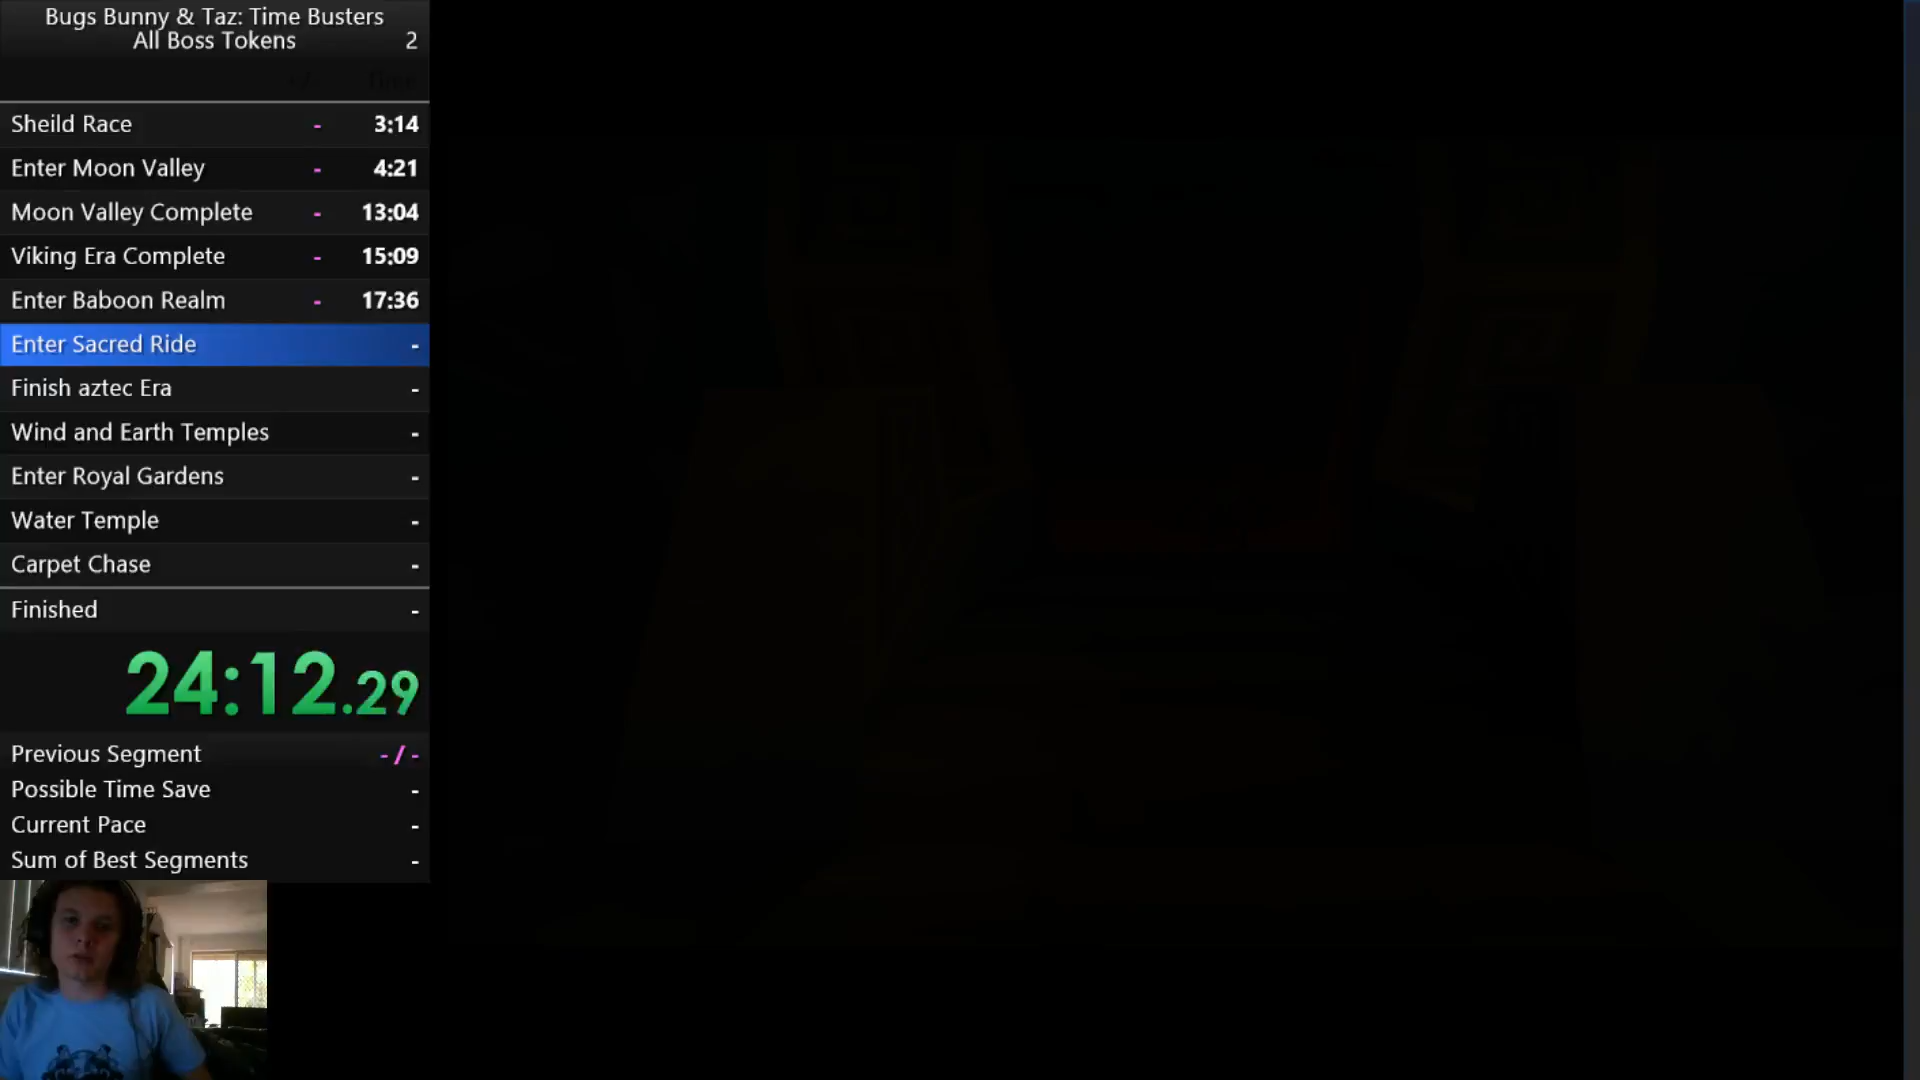 Bugs Bunny & Taz: Time Busters
All Boss Tokens 2
+/- Time
Sheild Race - 3:14
Enter Moon Valley - 4:21
Moon Valley Complete - 13:04
Viking Era Complete - 15:09
Enter Baboon Realm - 17:36
Enter Sacred Ride -
Finish aztec Era -
Wind and Earth Temples -
Enter Royal Gardens -
Water Temple -
Carpet Chase -
Finished -
24:12.29
Previous Segment - / -
Possible Time Save -
Current Pace -
Sum of Best Segments -